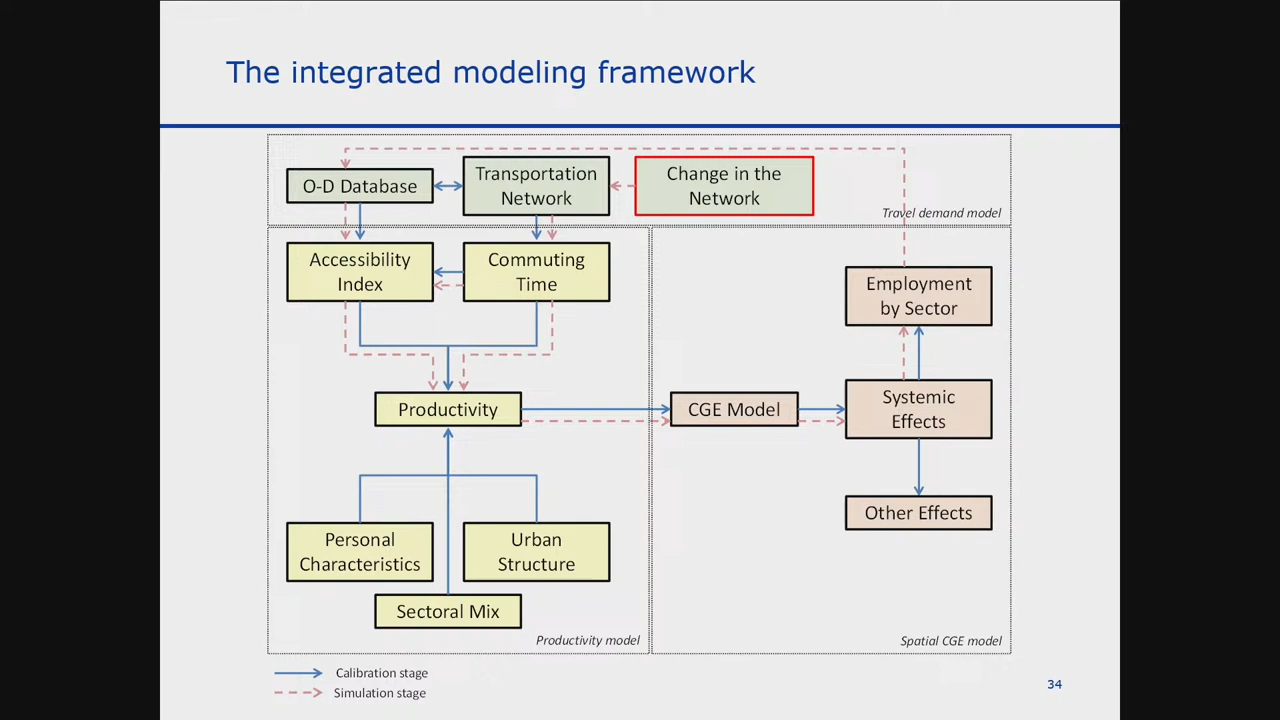 The integrated modeling framework
O-D Database
Transportation
Network
Change in the
Network
Travel demand model
Accessibility
Index
Commuting
Time
Employment
by Sector
Productivity
CGE Model
Systemic
Effects
Other Effects
Personal
Characteristics
Urban
Structure
Sectoral Mix
Productivity model
Spatial CGE model
Calibration stage
Simulation stage
34